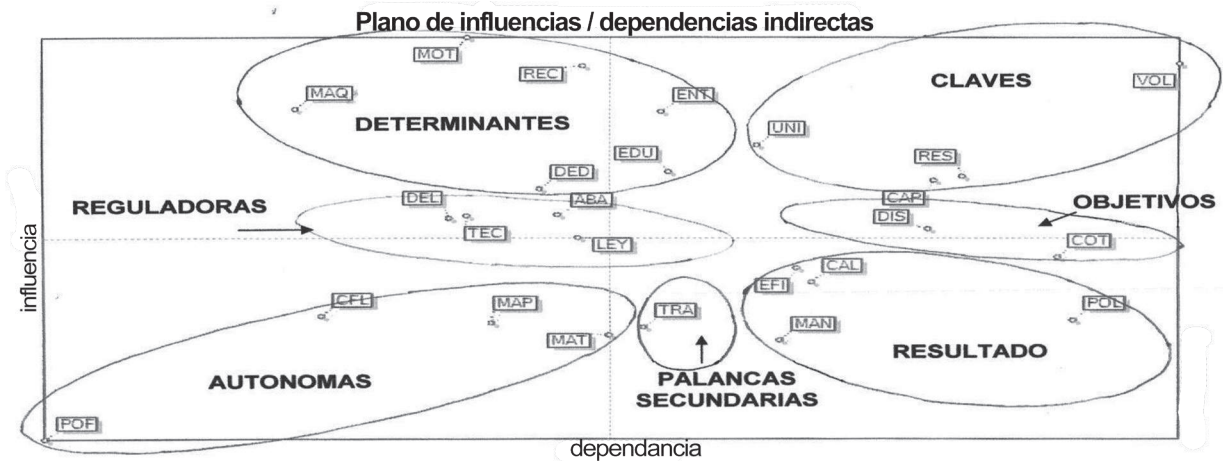 Plano de influencias / dependencias indirectas
MOT
REC
CLAVES
VOL
MAQ
ENT
DETERMINANTES
UNI
EDU
RES
DED
DEL
ABA
CAP
REGULADORAS
OBJETIVOS
DIS
TEC
LEY
COT
influencia
CAL
EFI
CFL
MAP
TRA
POL
MAN
MAT
RESULTADO
AUTONOMAS
PALANCAS
SECUNDARIAS
POF
dependancia